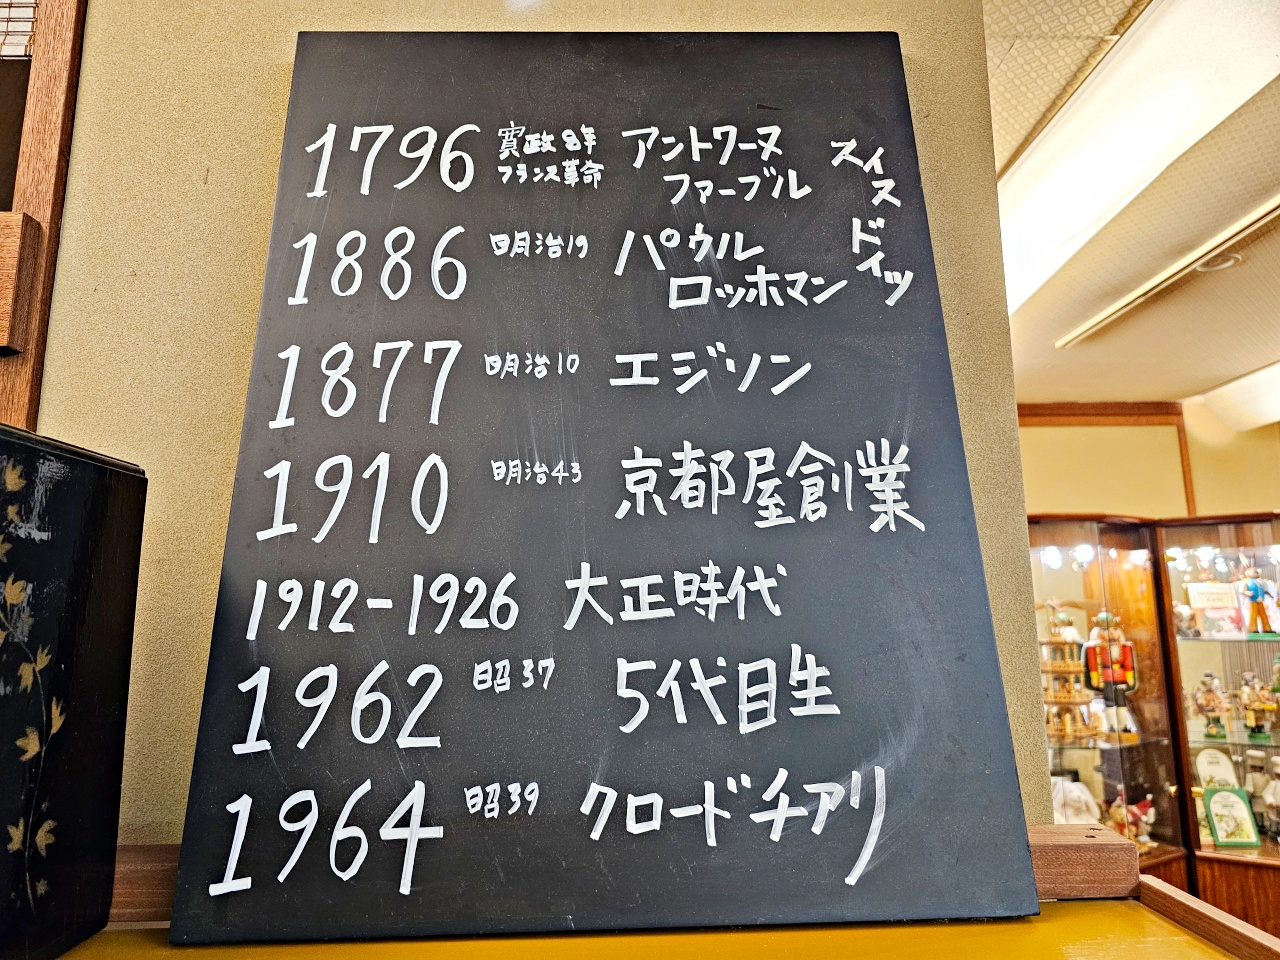 1796 寛政8年 アントワーヌ スイス
フランス革命 ファーブル
1886 明治19 パウル ドイツ
ロッホマン
1877 明治10 エジソン
1910 明治43 京都屋創業
1912-1926 大正時代
1962 昭37 5代目生
1964 昭39 クロードチアリ